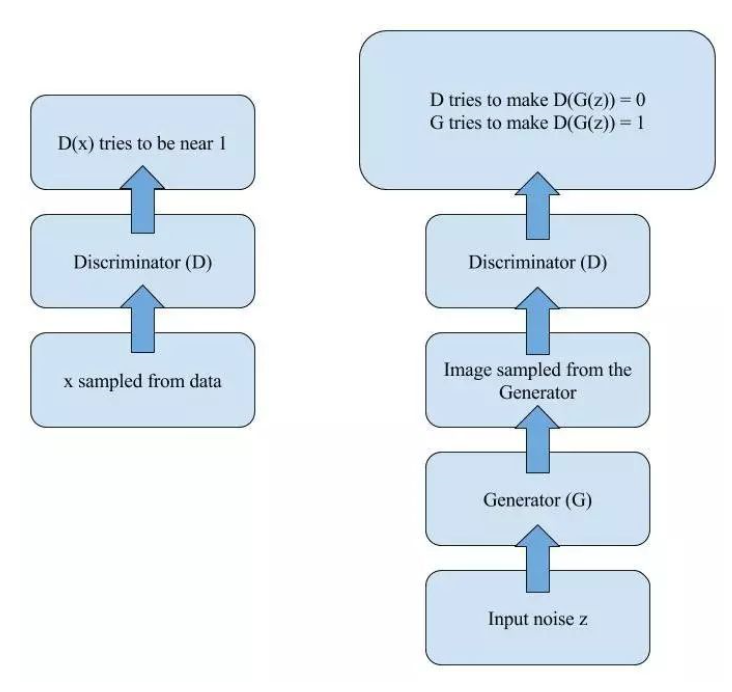 D(x) tries to be near 1
Discriminator (D)
x sampled from data
D tries to make D(G(z)) = 0
G tries to make D(G(z)) = 1
Discriminator (D)
Image sampled from the
Generator
Generator (G)
Input noise z